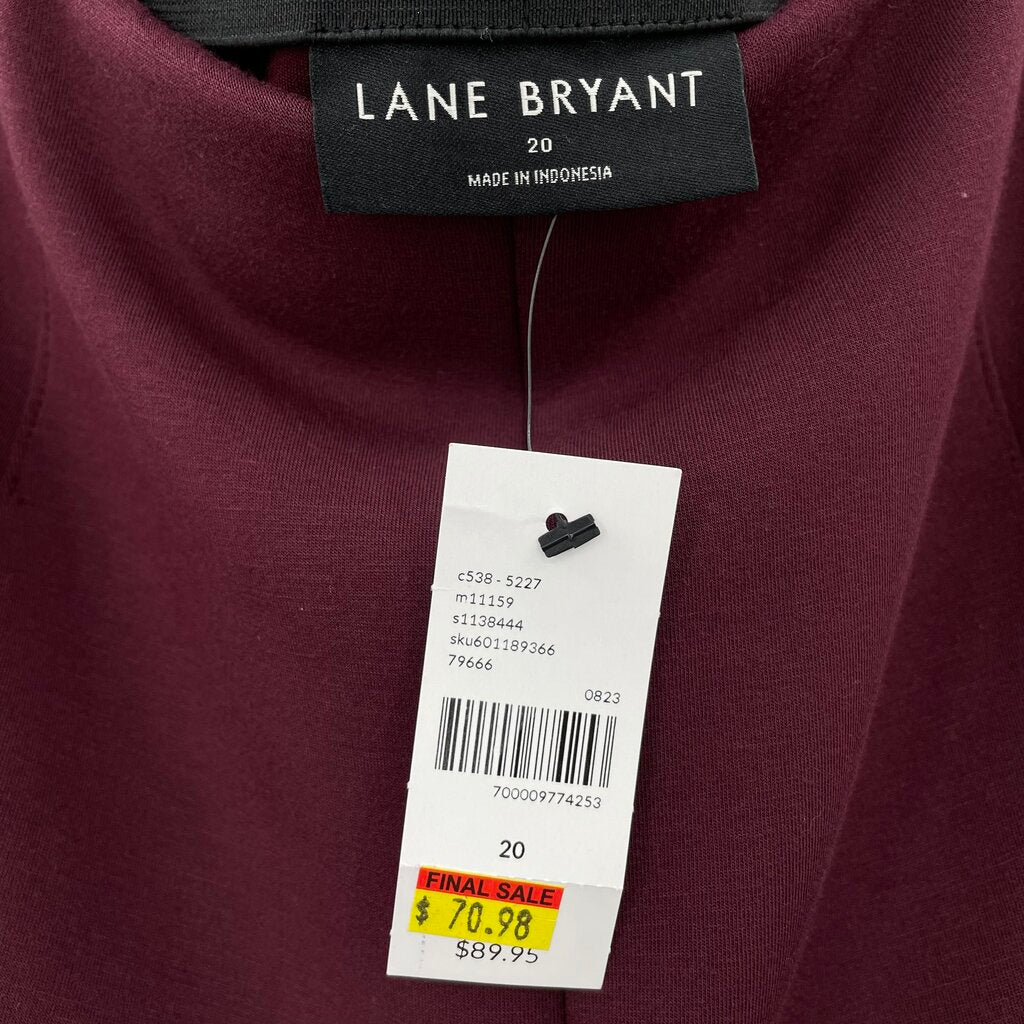 LANE BRYANT
20
MADE IN INDONESIA
c538 - 5227
m11159
s1138444
sku601189366
79666
0823
700009774253
20
FINAL SALE
$ 70.98
$89.95